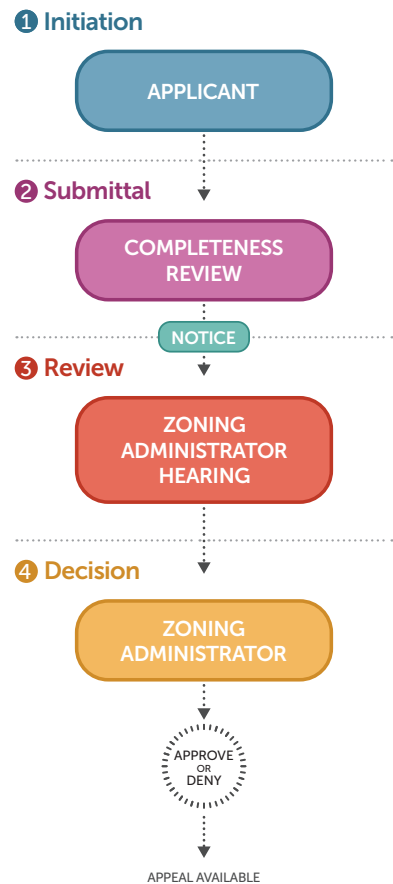 1 Initiation
APPLICANT
2 Submittal
COMPLETENESS
REVIEW
NOTICE
3 Review
ZONING
ADMINISTRATOR
HEARING
4 Decision
ZONING
ADMINISTRATOR
APPROVE
OR
DENY
APPEAL AVAILABLE